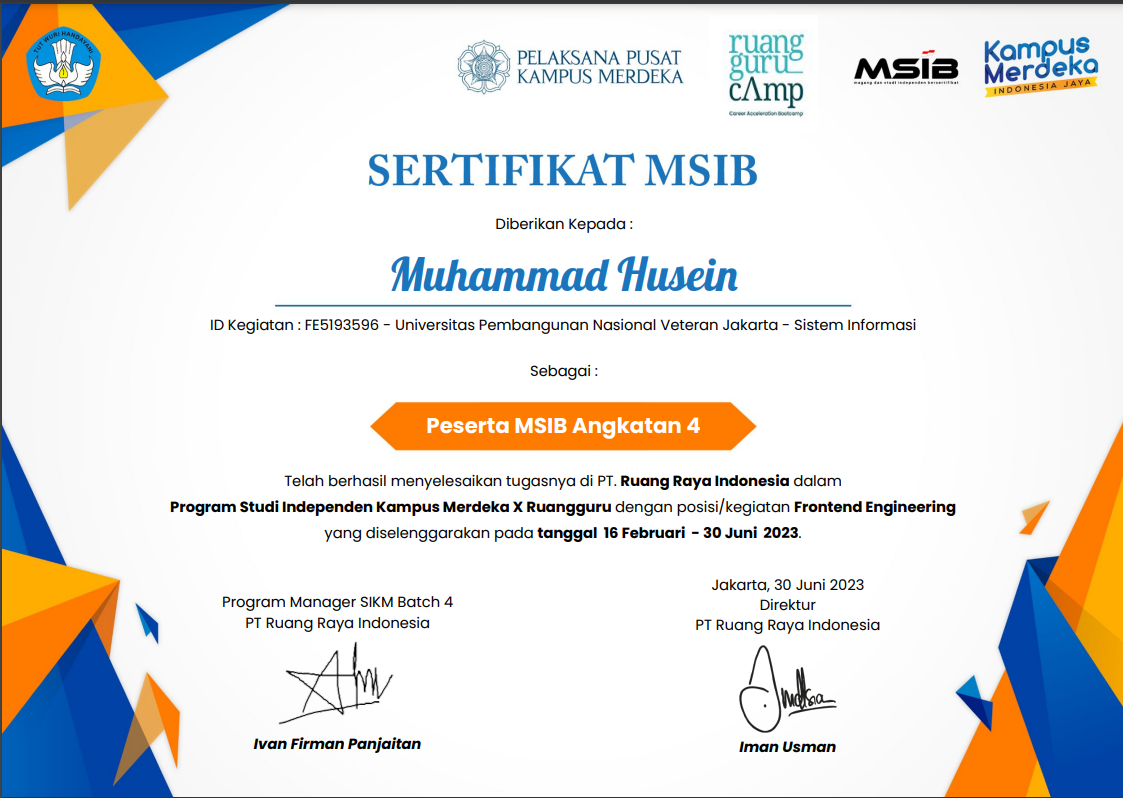 TUT WURI HANDAYANI
PELAKSANA PUSAT
KAMPUS MERDEKA
ruang
guru
cAmp
Career Acceleration Bootcamp
MSIB
magang dan studi independen bersertifikat
Kampus
Merdeka
INDONESIA JAYA
SERTIFIKAT MSIB
Diberikan Kepada :
Muhammad Husein
ID Kegiatan : FE5193596 - Universitas Pembangunan Nasional Veteran Jakarta - Sistem Informasi
Sebagai :
Peserta MSIB Angkatan 4
Telah berhasil menyelesaikan tugasnya di PT. Ruang Raya Indonesia dalam
Program Studi Independen Kampus Merdeka X Ruangguru dengan posisi/kegiatan Frontend Engineering
yang diselenggarakan pada tanggal 16 Februari - 30 Juni 2023.
Program Manager SIKM Batch 4
PT Ruang Raya Indonesia
Ivan Firman Panjaitan
Jakarta, 30 Juni 2023
Direktur
PT Ruang Raya Indonesia
Iman Usman